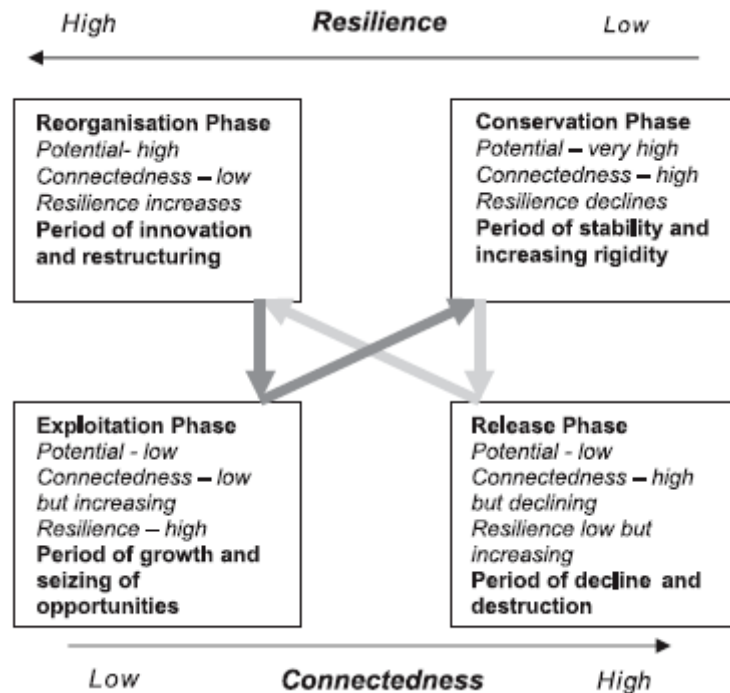 High Resilience Low
Reorganisation Phase
Potential- high
Connectedness – low
Resilience increases
Period of innovation
and restructuring
Conservation Phase
Potential – very high
Connectedness – high
Resilience declines
Period of stability and
increasing rigidity
Exploitation Phase
Potential - low
Connectedness – low
but increasing
Resilience – high
Period of growth and
seizing of
opportunities
Release Phase
Potential - low
Connectedness – high
but declining
Resilience low but
increasing
Period of decline and
destruction
Low Connectedness High